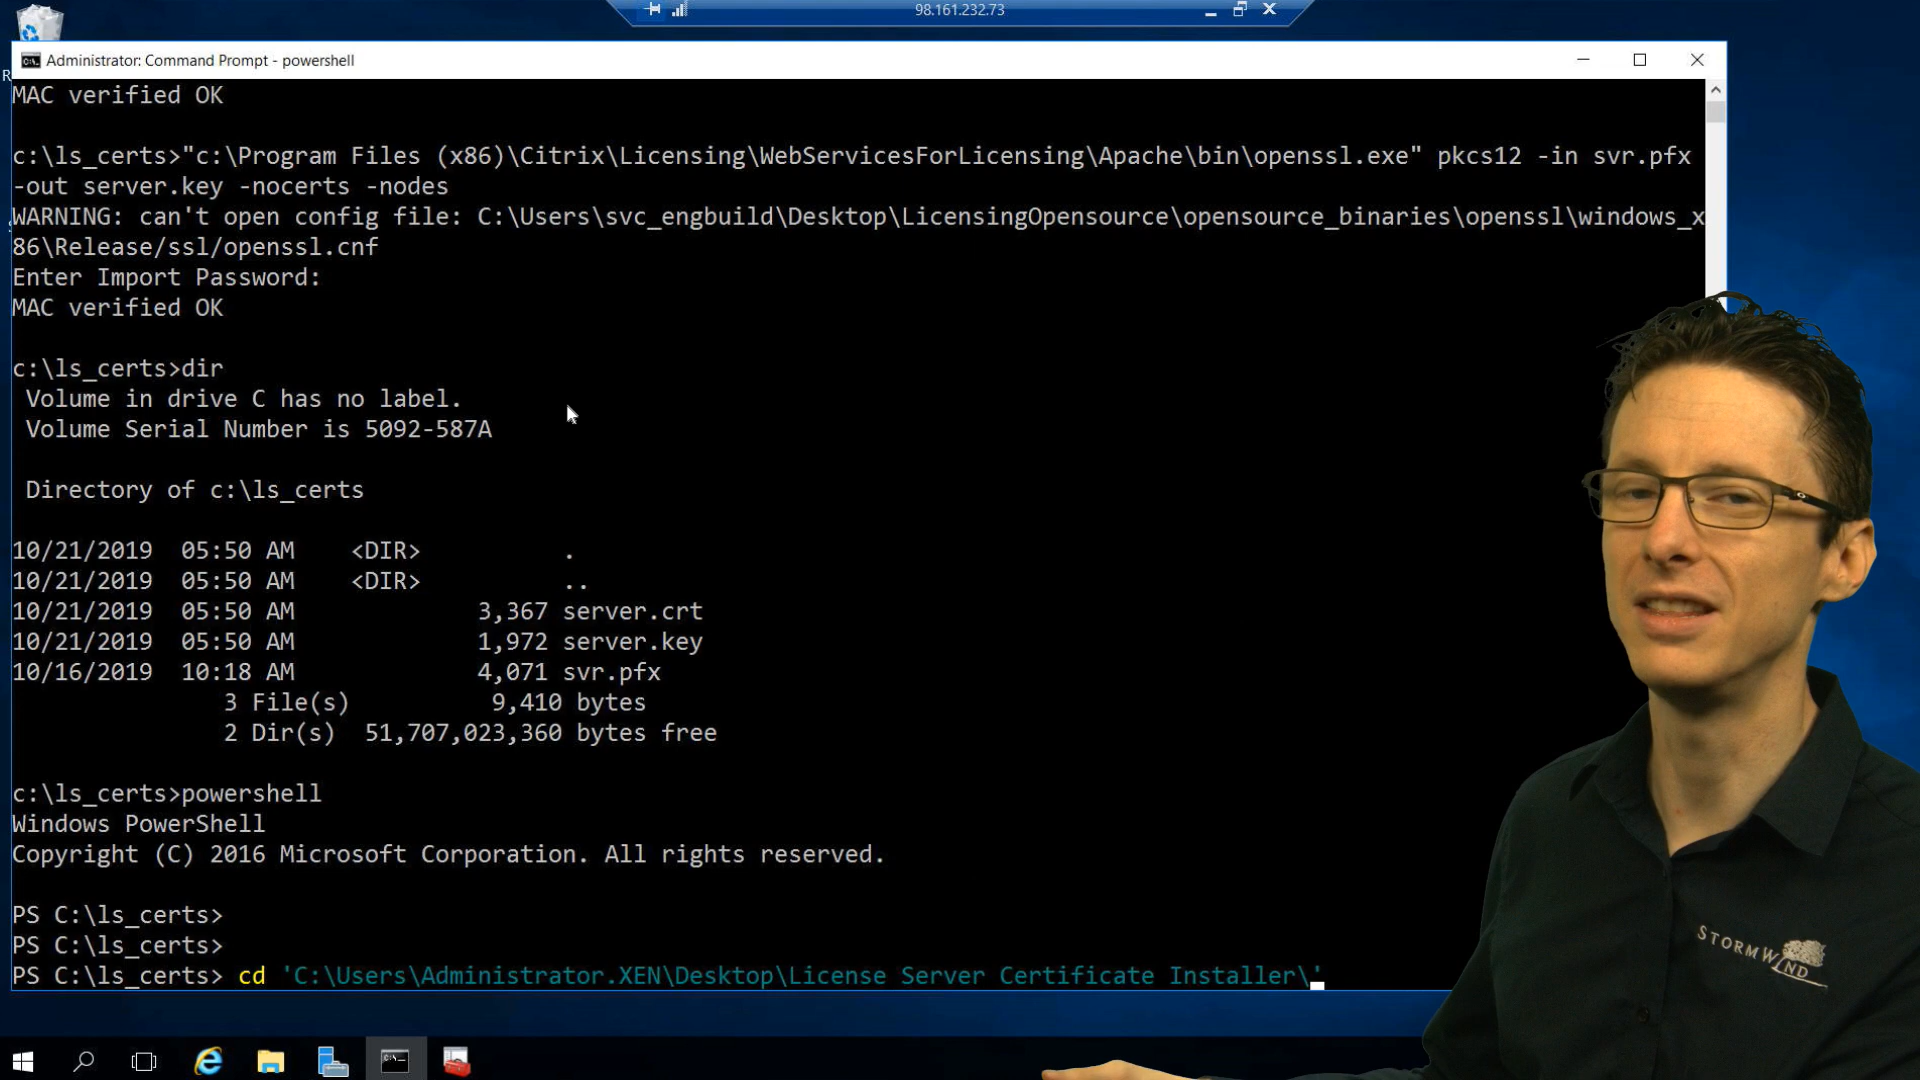 98.161.232.73
Administrator: Command Prompt - powershell
MAC verified OK
c:\ls_certs>"c:\Program Files (x86)\Citrix\Licensing\WebServicesForLicensing\Apache\bin\openssl.exe" pkcs12 -in svr.pfx
-out server.key -nocerts -nodes
WARNING: can't open config file: C:\Users\svc_engbuild\Desktop\LicensingOpensource\opensource_binaries\openssl\windows_x
86\Release/ssl/openssl.cnf
Enter Import Password:
MAC verified OK
c:\ls_certs>dir
Volume in drive C has no label.
Volume Serial Number is 5092-587A
Directory of c:\ls_certs
10/21/2019  05:50 AM    <DIR>          .
10/21/2019  05:50 AM    <DIR>          ..
10/21/2019  05:50 AM             3,367 server.crt
10/21/2019  05:50 AM             1,972 server.key
10/16/2019  10:18 AM             4,071 svr.pfx
3 File(s)          9,410 bytes
2 Dir(s)  51,707,023,360 bytes free
c:\ls_certs>powershell
Windows PowerShell
Copyright (C) 2016 Microsoft Corporation. All rights reserved.
PS C:\ls_certs>
PS C:\ls_certs>
PS C:\ls_certs> cd 'C:\Users\Administrator.XEN\Desktop\License Server Certificate Installer\'
STORMWIND